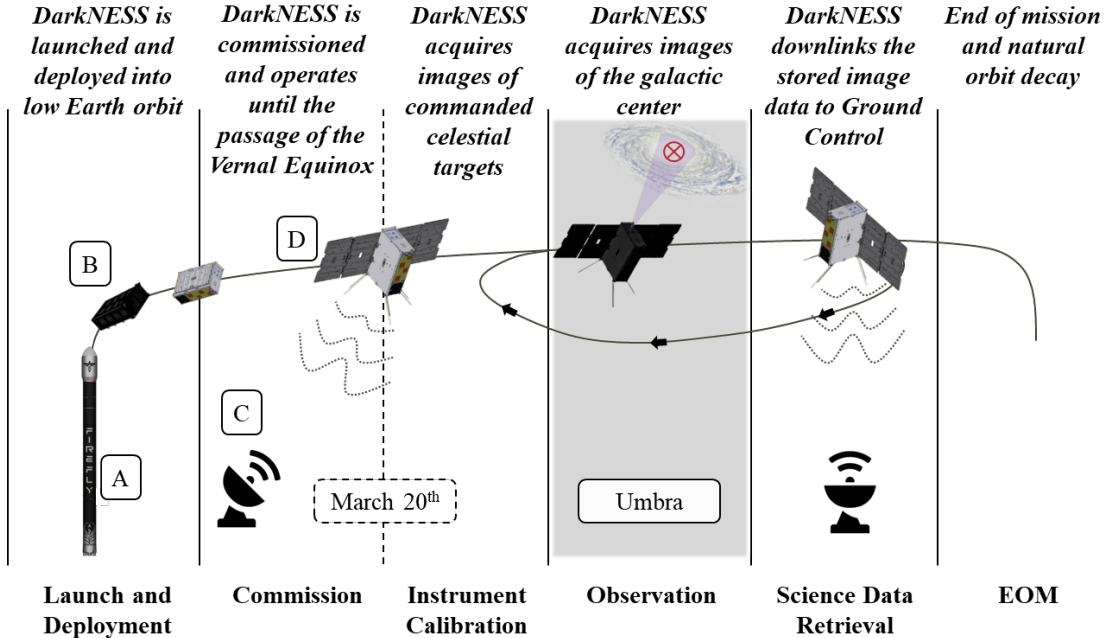 DarkNESS is
launched and
deployed into
low Earth orbit
DarkNESS is
commissioned
and operates
until the
passage of the
Vernal Equinox
DarkNESS
acquires
images of
commanded
celestial
targets
DarkNESS
acquires images
of the galactic
center
DarkNESS
downlinks the
stored image
data to Ground
Control
End of mission
and natural
orbit decay
B
D
C
A
FIREFLY
March 20th
Umbra
Launch and
Deployment
Commission
Instrument
Calibration
Observation
Science Data
Retrieval
EOM